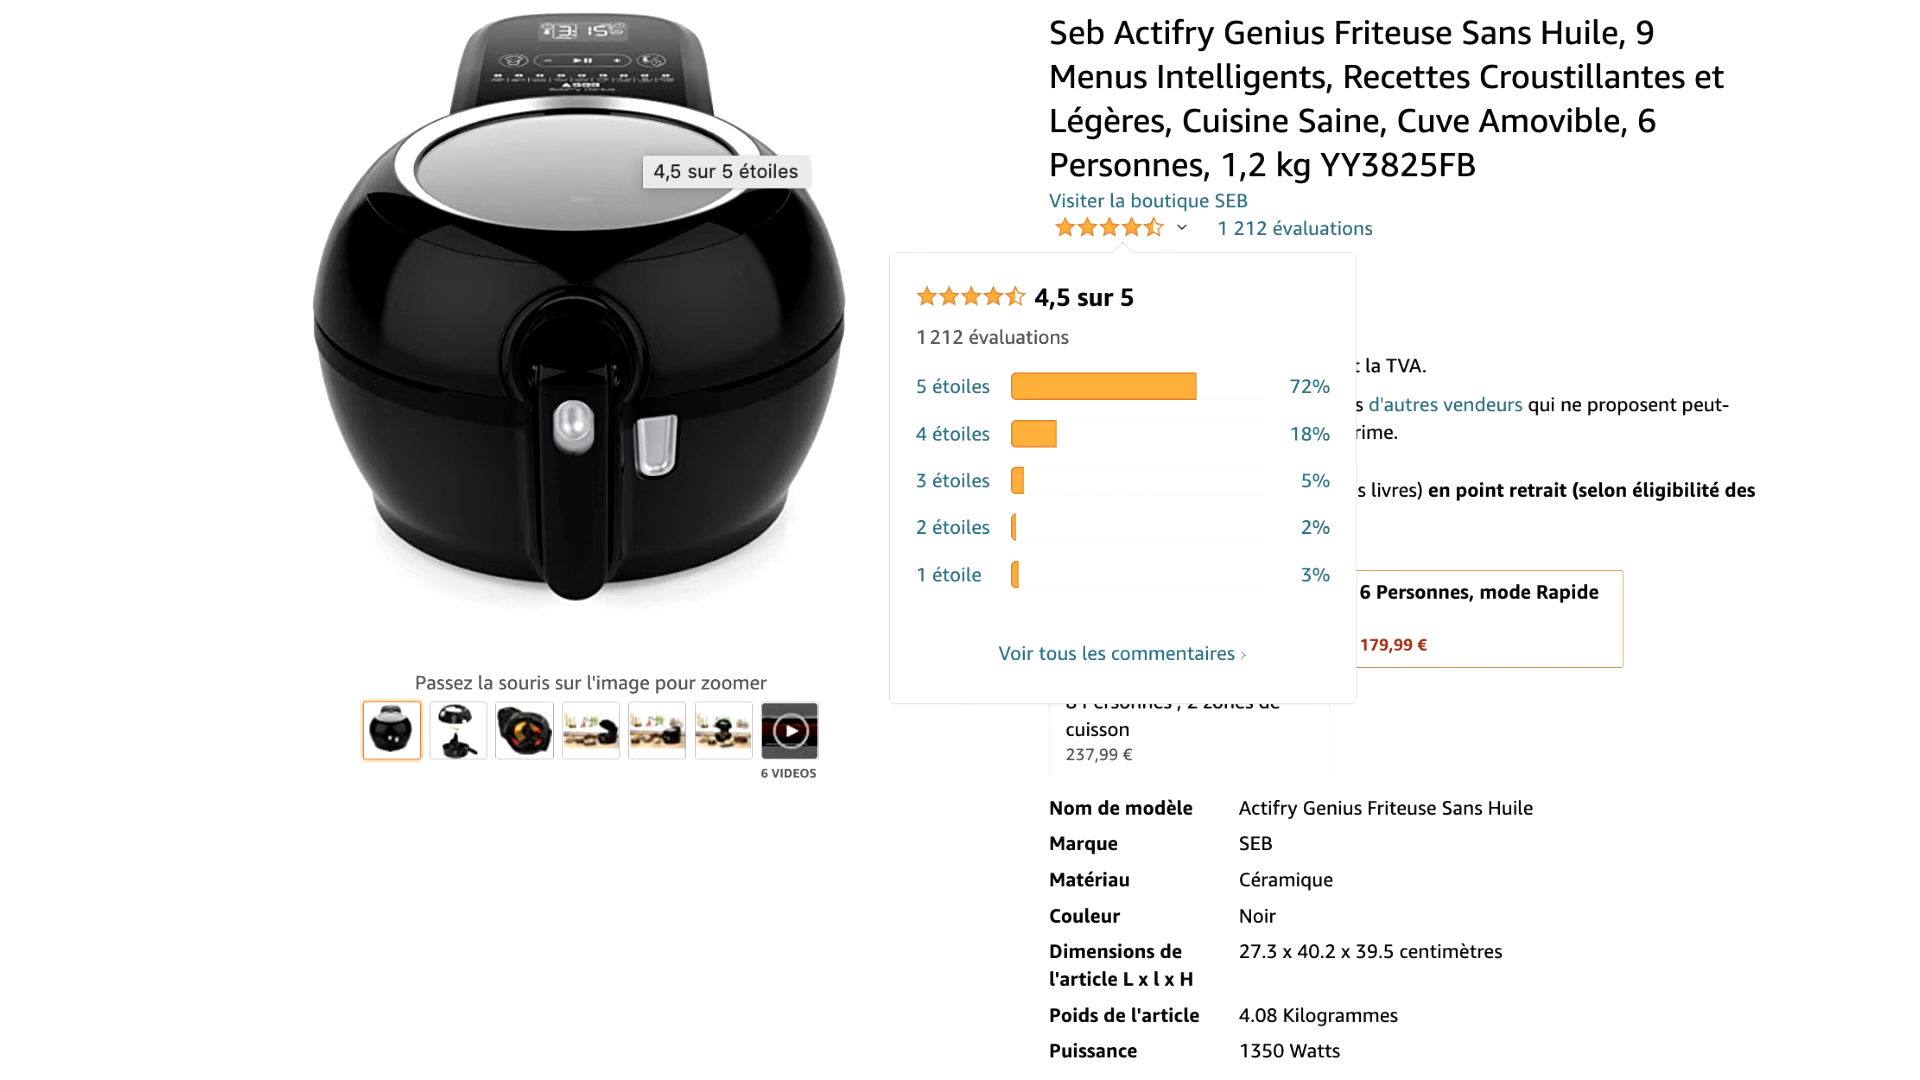 Seb Actifry Genius Friteuse Sans Huile, 9
Menus Intelligents, Recettes Croustillantes et
Légères, Cuisine Saine, Cuve Amovible, 6
Personnes, 1,2 kg YY3825FB
Visiter la boutique SEB
1 212 évaluations
4,5 sur 5 étoiles
4,5 sur 5
1 212 évaluations
5 étoiles 72%
4 étoiles 18%
3 étoiles 5%
2 étoiles 2%
1 étoile 3%
Voir tous les commentaires ›
la TVA.
s d'autres vendeurs qui ne proposent peut-
rime.
s livres) en point retrait (selon éligibilité des
6 Personnes, mode Rapide
179,99 €
8 Personnes , 2 zones de
cuisson
237,99 €
Passez la souris sur l'image pour zoomer
6 VIDEOS
Nom de modèle Actifry Genius Friteuse Sans Huile
Marque SEB
Matériau Céramique
Couleur Noir
Dimensions de 27.3 x 40.2 x 39.5 centimètres
l'article L x l x H
Poids de l'article 4.08 Kilogrammes
Puissance 1350 Watts